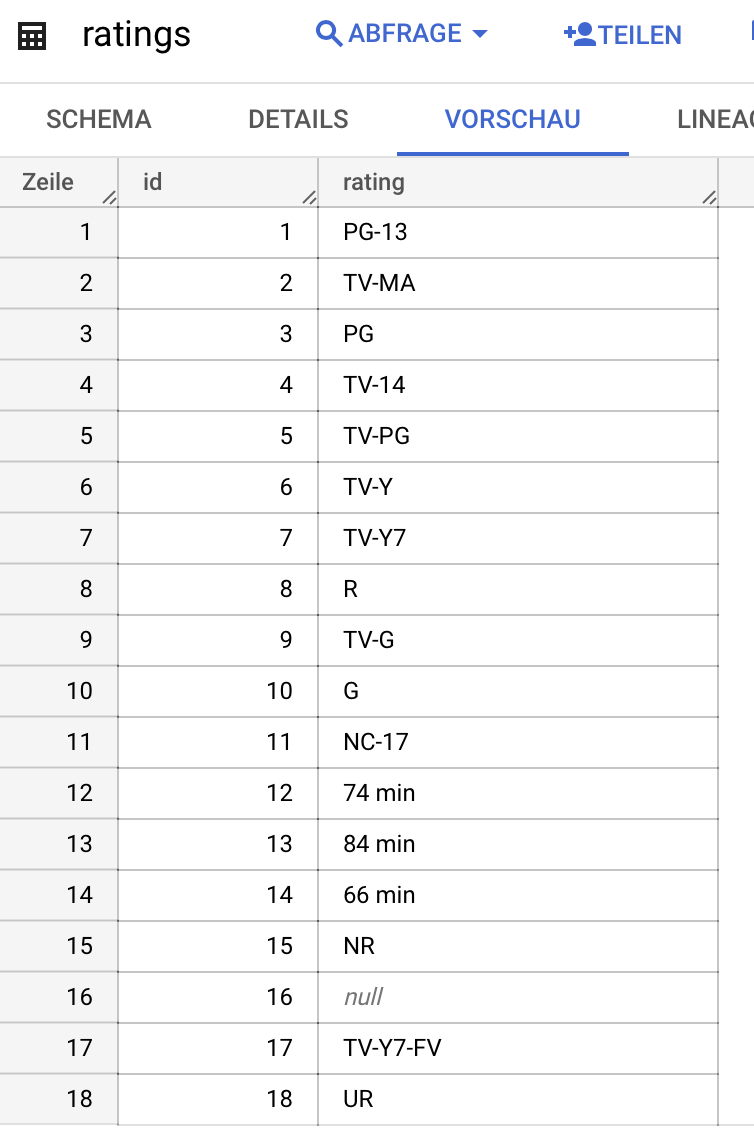 ratings ABFRAGE TEILEN
SCHEMA DETAILS VORSCHAU
Zeile id rating
1 1 PG-13
2 2 TV-MA
3 3 PG
4 4 TV-14
5 5 TV-PG
6 6 TV-Y
7 7 TV-Y7
8 8 R
9 9 TV-G
10 10 G
11 11 NC-17
12 12 74 min
13 13 84 min
14 14 66 min
15 15 NR
16 16 null
17 17 TV-Y7-FV
18 18 UR